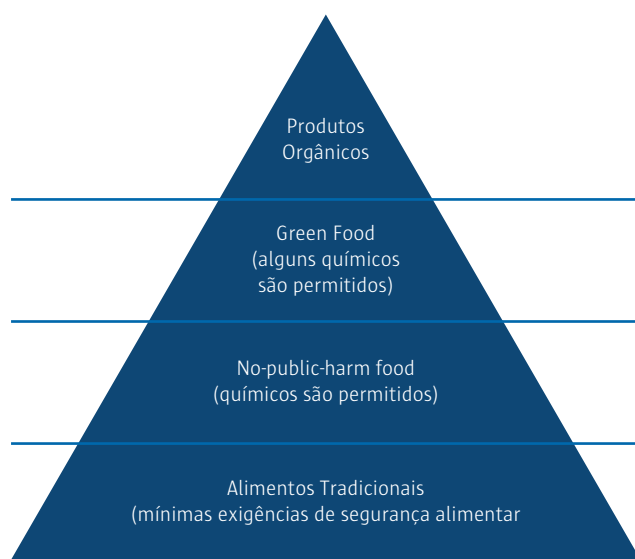 Produtos
Orgânicos
Green Food
(alguns químicos
são permitidos)
No-public-harm food
(químicos são permitidos)
Alimentos Tradicionais
(mínimas exigências de segurança alimentar